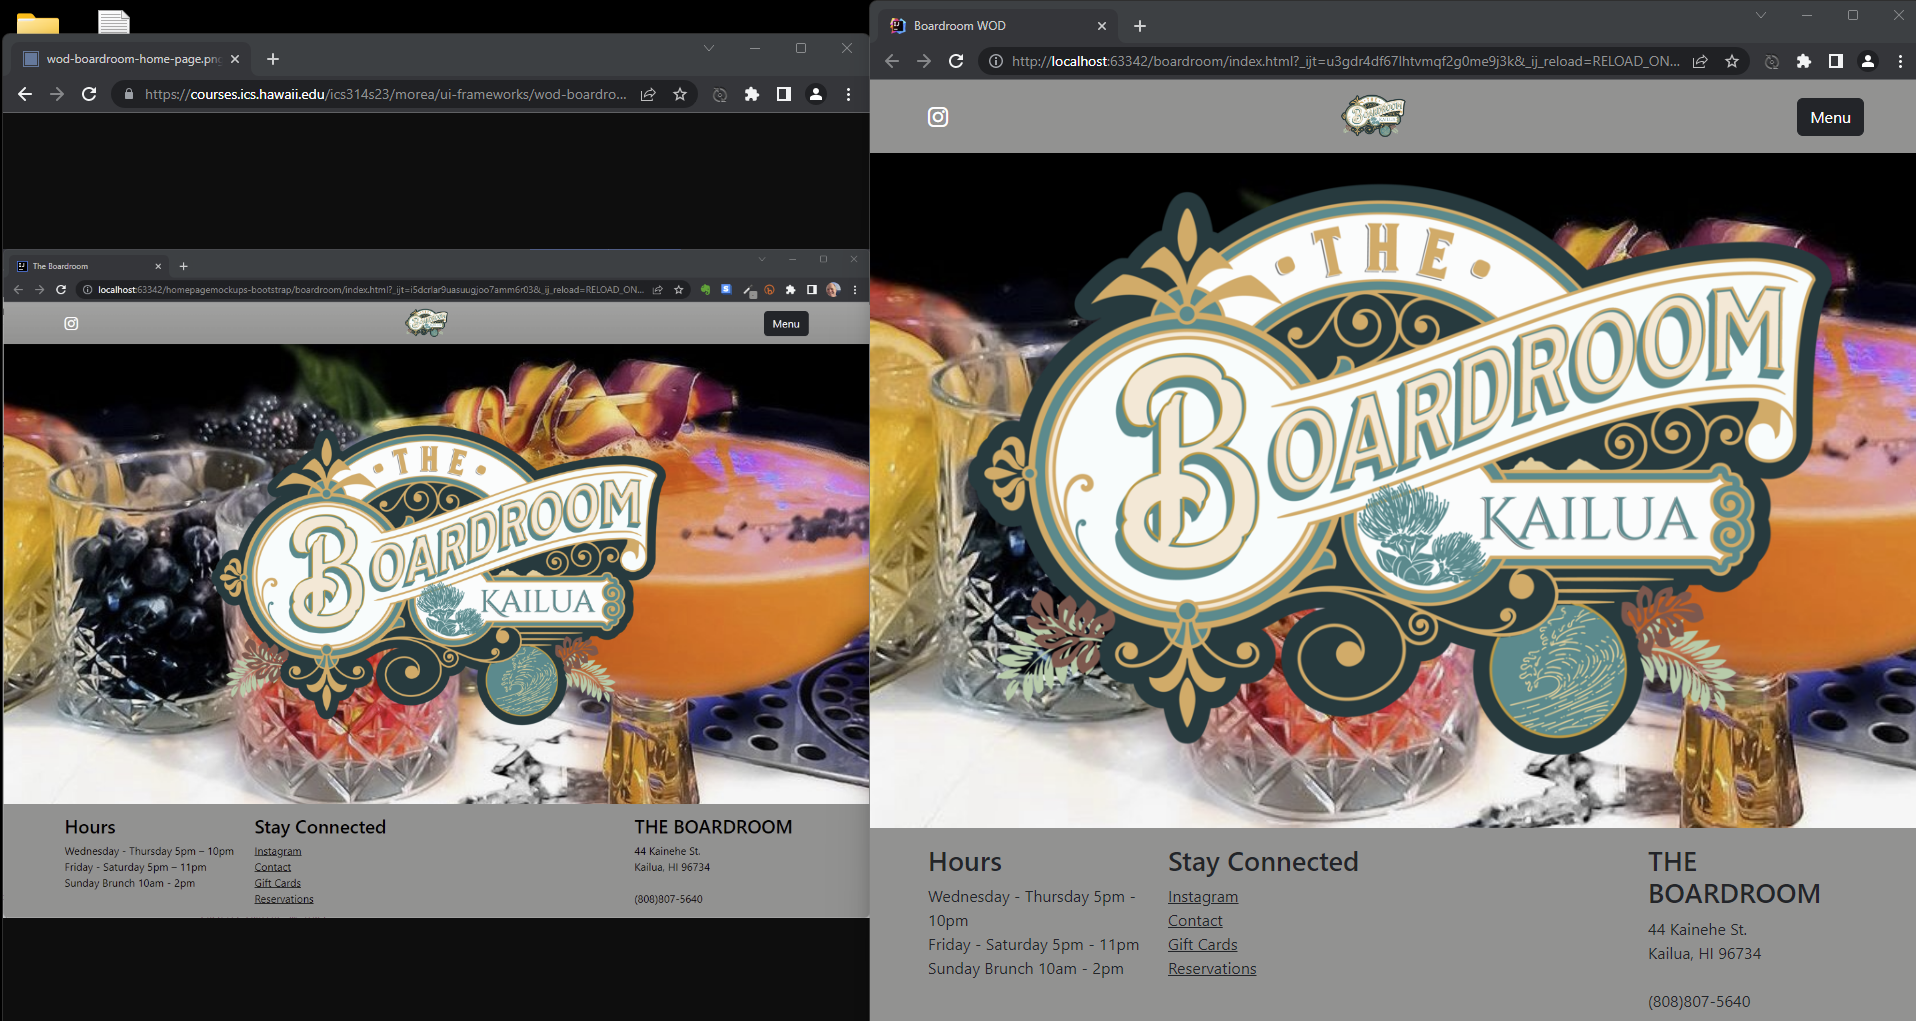 wod-boardroom-home-page.png
https://courses.ics.hawaii.edu/ics314s23/morea/ui-frameworks/wod-boardro...
The Boardroom
localhost:63342/homepagemockups-bootstrap/boardroom/index.html?_ijt=i5dcrlar9uasuugjoo7amm6r03&_ij_reload=RELOAD_ON...
Menu
THE
BOARDROOM
KAILUA
Hours
Wednesday - Thursday 5pm – 10pm
Friday - Saturday 5pm – 11pm
Sunday Brunch 10am - 2pm
Stay Connected
Instagram
Contact
Gift Cards
Reservations
THE BOARDROOM
44 Kainehe St.
Kailua, HI 96734
(808)807-5640
Boardroom WOD
http://localhost:63342/boardroom/index.html?_ijt=u3gdr4df67lhtvmqf2g0me9j3k&_ij_reload=RELOAD_ON...
Boardroom
Menu
THE
BOARDROOM
KAILUA
Hours
Wednesday - Thursday 5pm -
10pm
Friday - Saturday 5pm - 11pm
Sunday Brunch 10am - 2pm
Stay Connected
Instagram
Contact
Gift Cards
Reservations
THE
BOARDROOM
44 Kainehe St.
Kailua, HI 96734
(808)807-5640